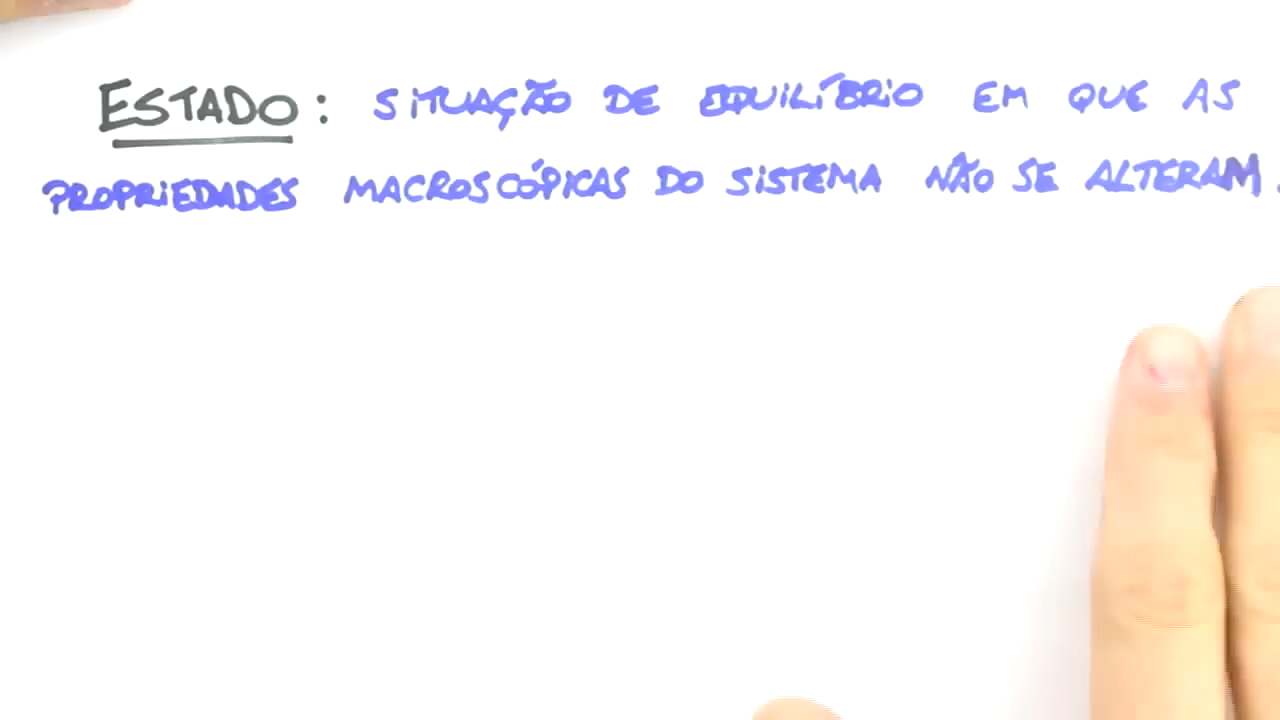 ESTADO: SITUAÇÃO DE EQUILÍBRIO EM QUE AS
PROPRIEDADES MACROSCÓPICAS DO SISTEMA NÃO SE ALTERAM.